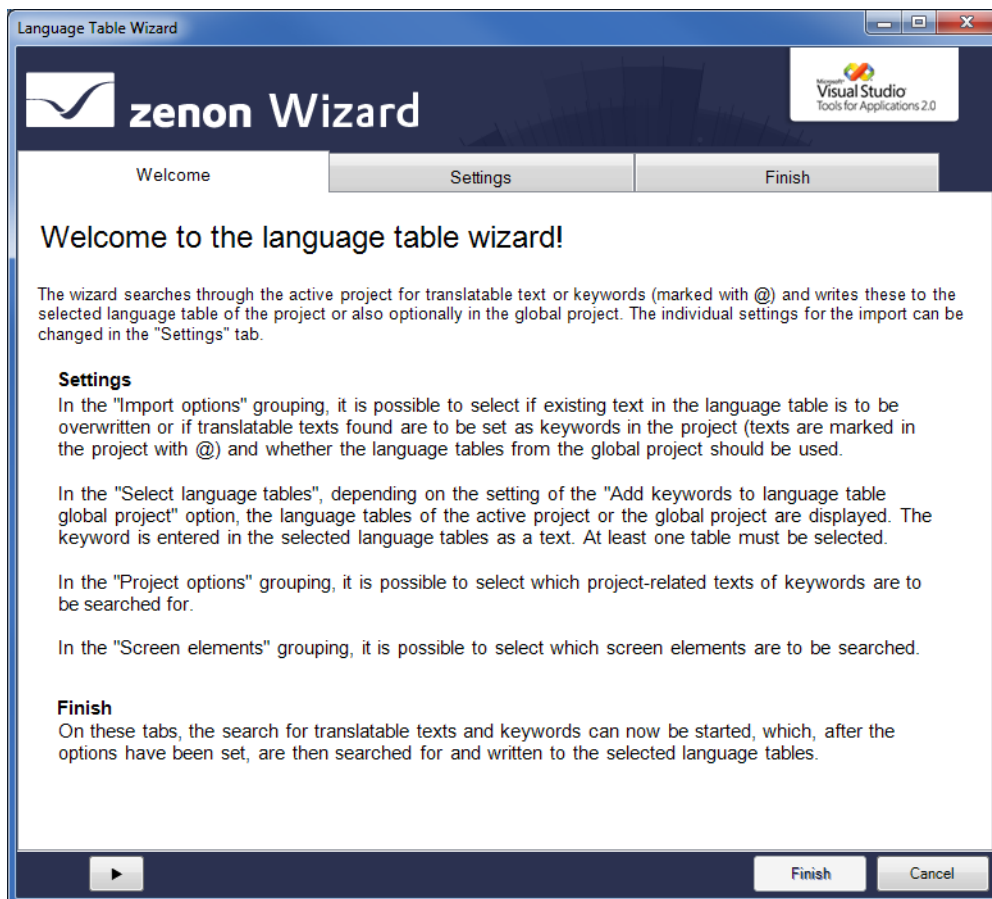 Language Table Wizard
zenon Wizard
Microsoft
Visual Studio
Tools for Applications 2.0
Welcome
Settings
Finish
Welcome to the language table wizard!
The wizard searches through the active project for translatable text or keywords (marked with @) and writes these to the
selected language table of the project or also optionally in the global project. The individual settings for the import can be
changed in the "Settings" tab.
Settings
In the "Import options" grouping, it is possible to select if existing text in the language table is to be
overwritten or if translatable texts found are to be set as keywords in the project (texts are marked in
the project with @) and whether the language tables from the global project should be used.
In the "Select language tables", depending on the setting of the "Add keywords to language table
global project" option, the language tables of the active project or the global project are displayed. The
keyword is entered in the selected language tables as a text. At least one table must be selected.
In the "Project options" grouping, it is possible to select which project-related texts of keywords are to
be searched for.
In the "Screen elements" grouping, it is possible to select which screen elements are to be searched.
Finish
On these tabs, the search for translatable texts and keywords can now be started, which, after the
options have been set, are then searched for and written to the selected language tables.
Finish
Cancel